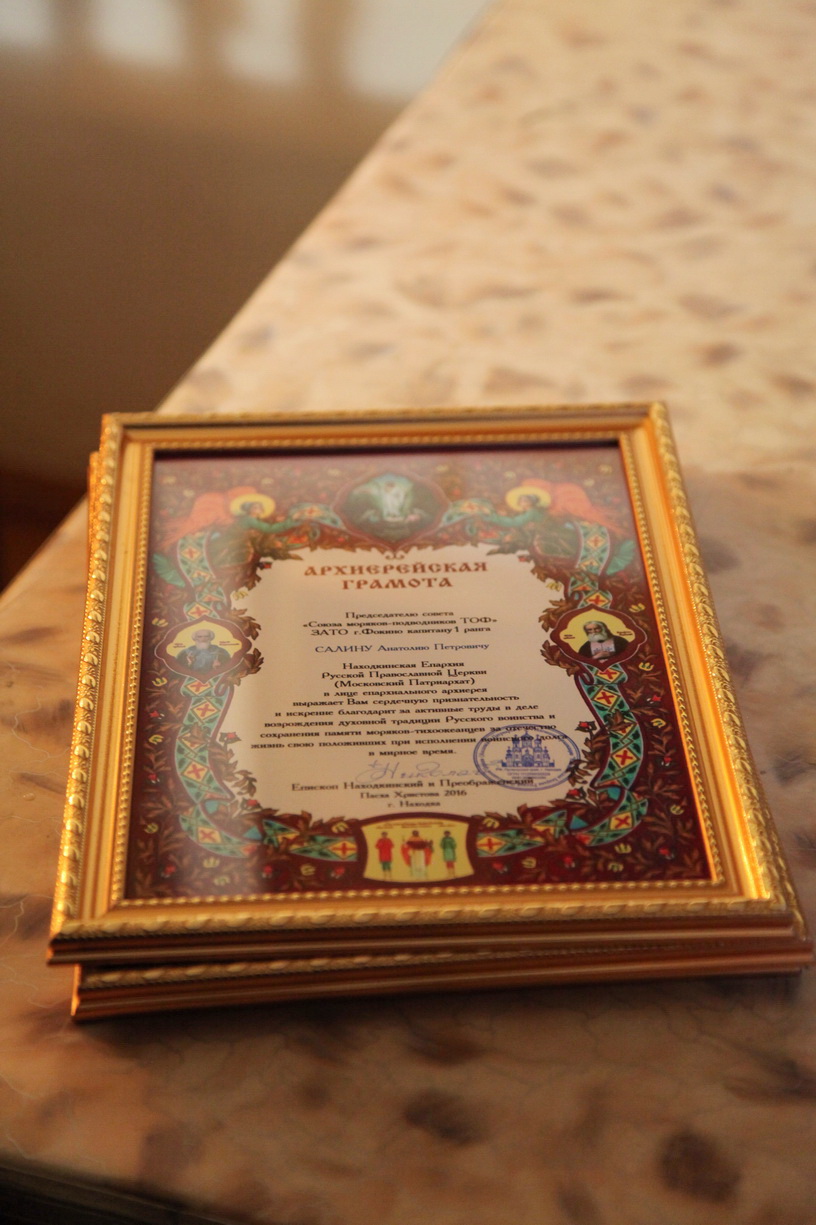 АРХИЕРЕЙСКАЯ
ГРАМОТА
Председателю совета
«Союза моряков-подводников ТОФ»
ЗАТО г.Фокино капитану 1 ранга
САЛИНУ Анатолию Петровичу
Находкинская Епархия
Русской Православной Церкви
(Московский Патриархат)
в лице епархиального архиерея
выражает Вам сердечную признательность
и искренне благодарит за активные труды в деле
возрождения духовной традиции Русского воинства и
сохранения памяти моряков-тихоокеанцев за отечество
жизнь свою положивших при исполнении воинского долга
в мирное время.
Епископ Находкинский и Преображенский
Пасха Христова 2016
г. Находка